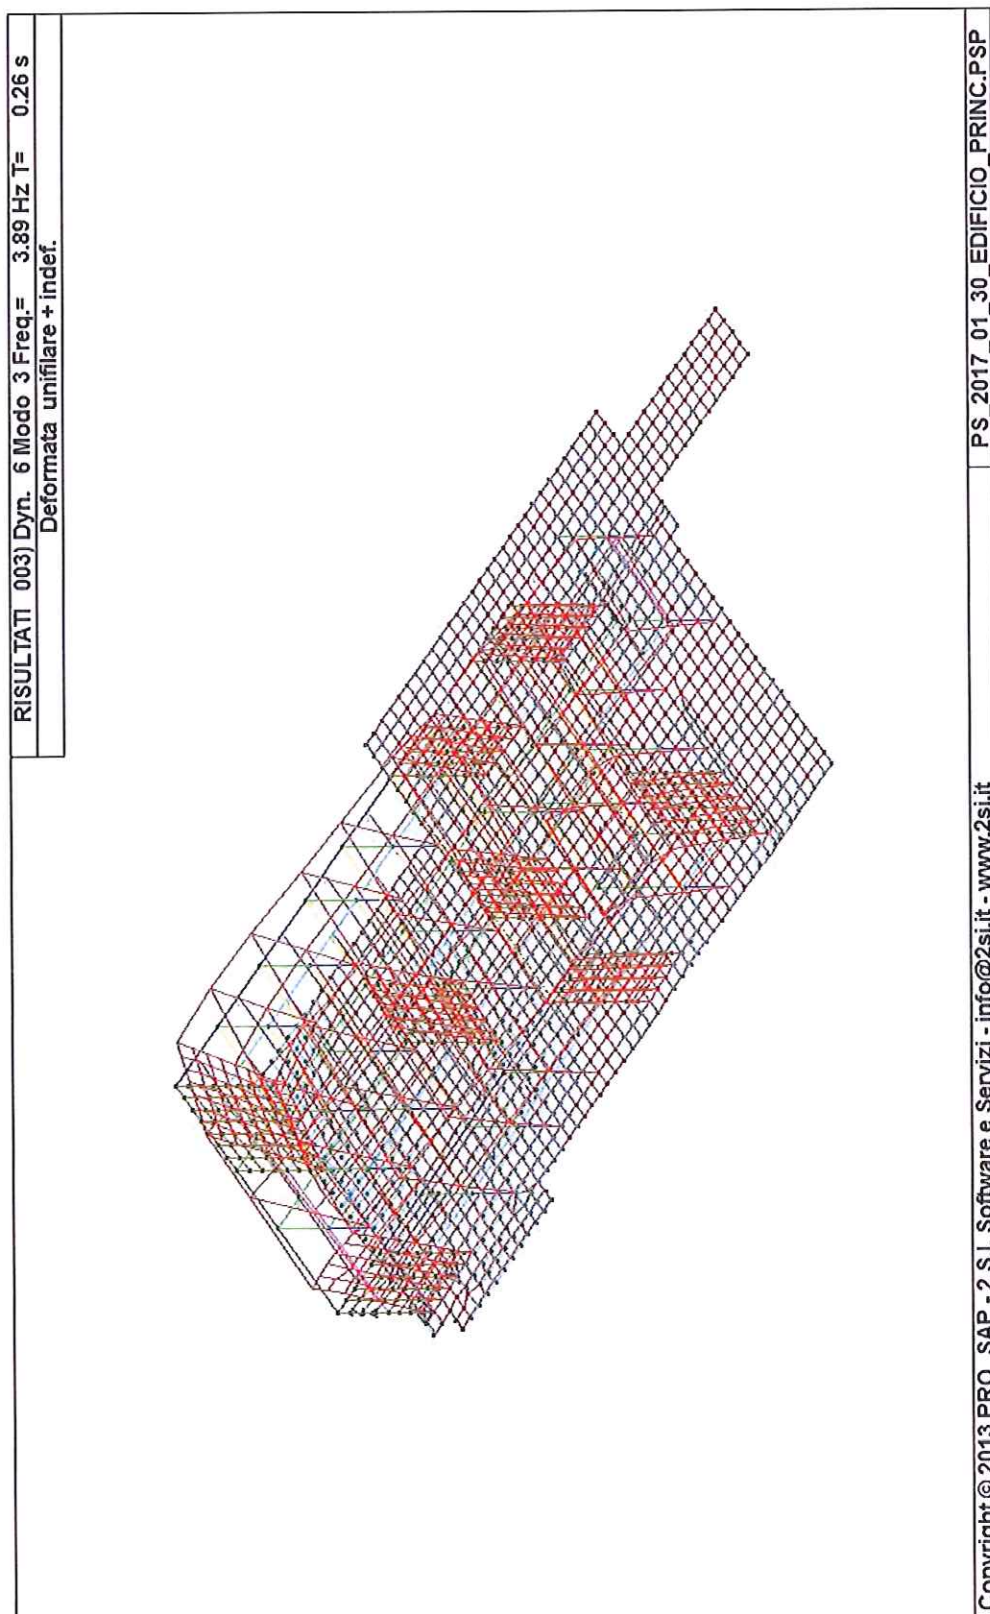 RISULTATI 003) Dyn. 6 Modo 3 Freq.= 3.89 Hz T= 0.26 s
Deformata unifilare + indef.
Copyright © 2013 PRO_SAP - 2 S.I. Software e Servizi - info@2si.it - www.2si.it
PS_2017_01_30_EDIFICIO_PRINC.PSP